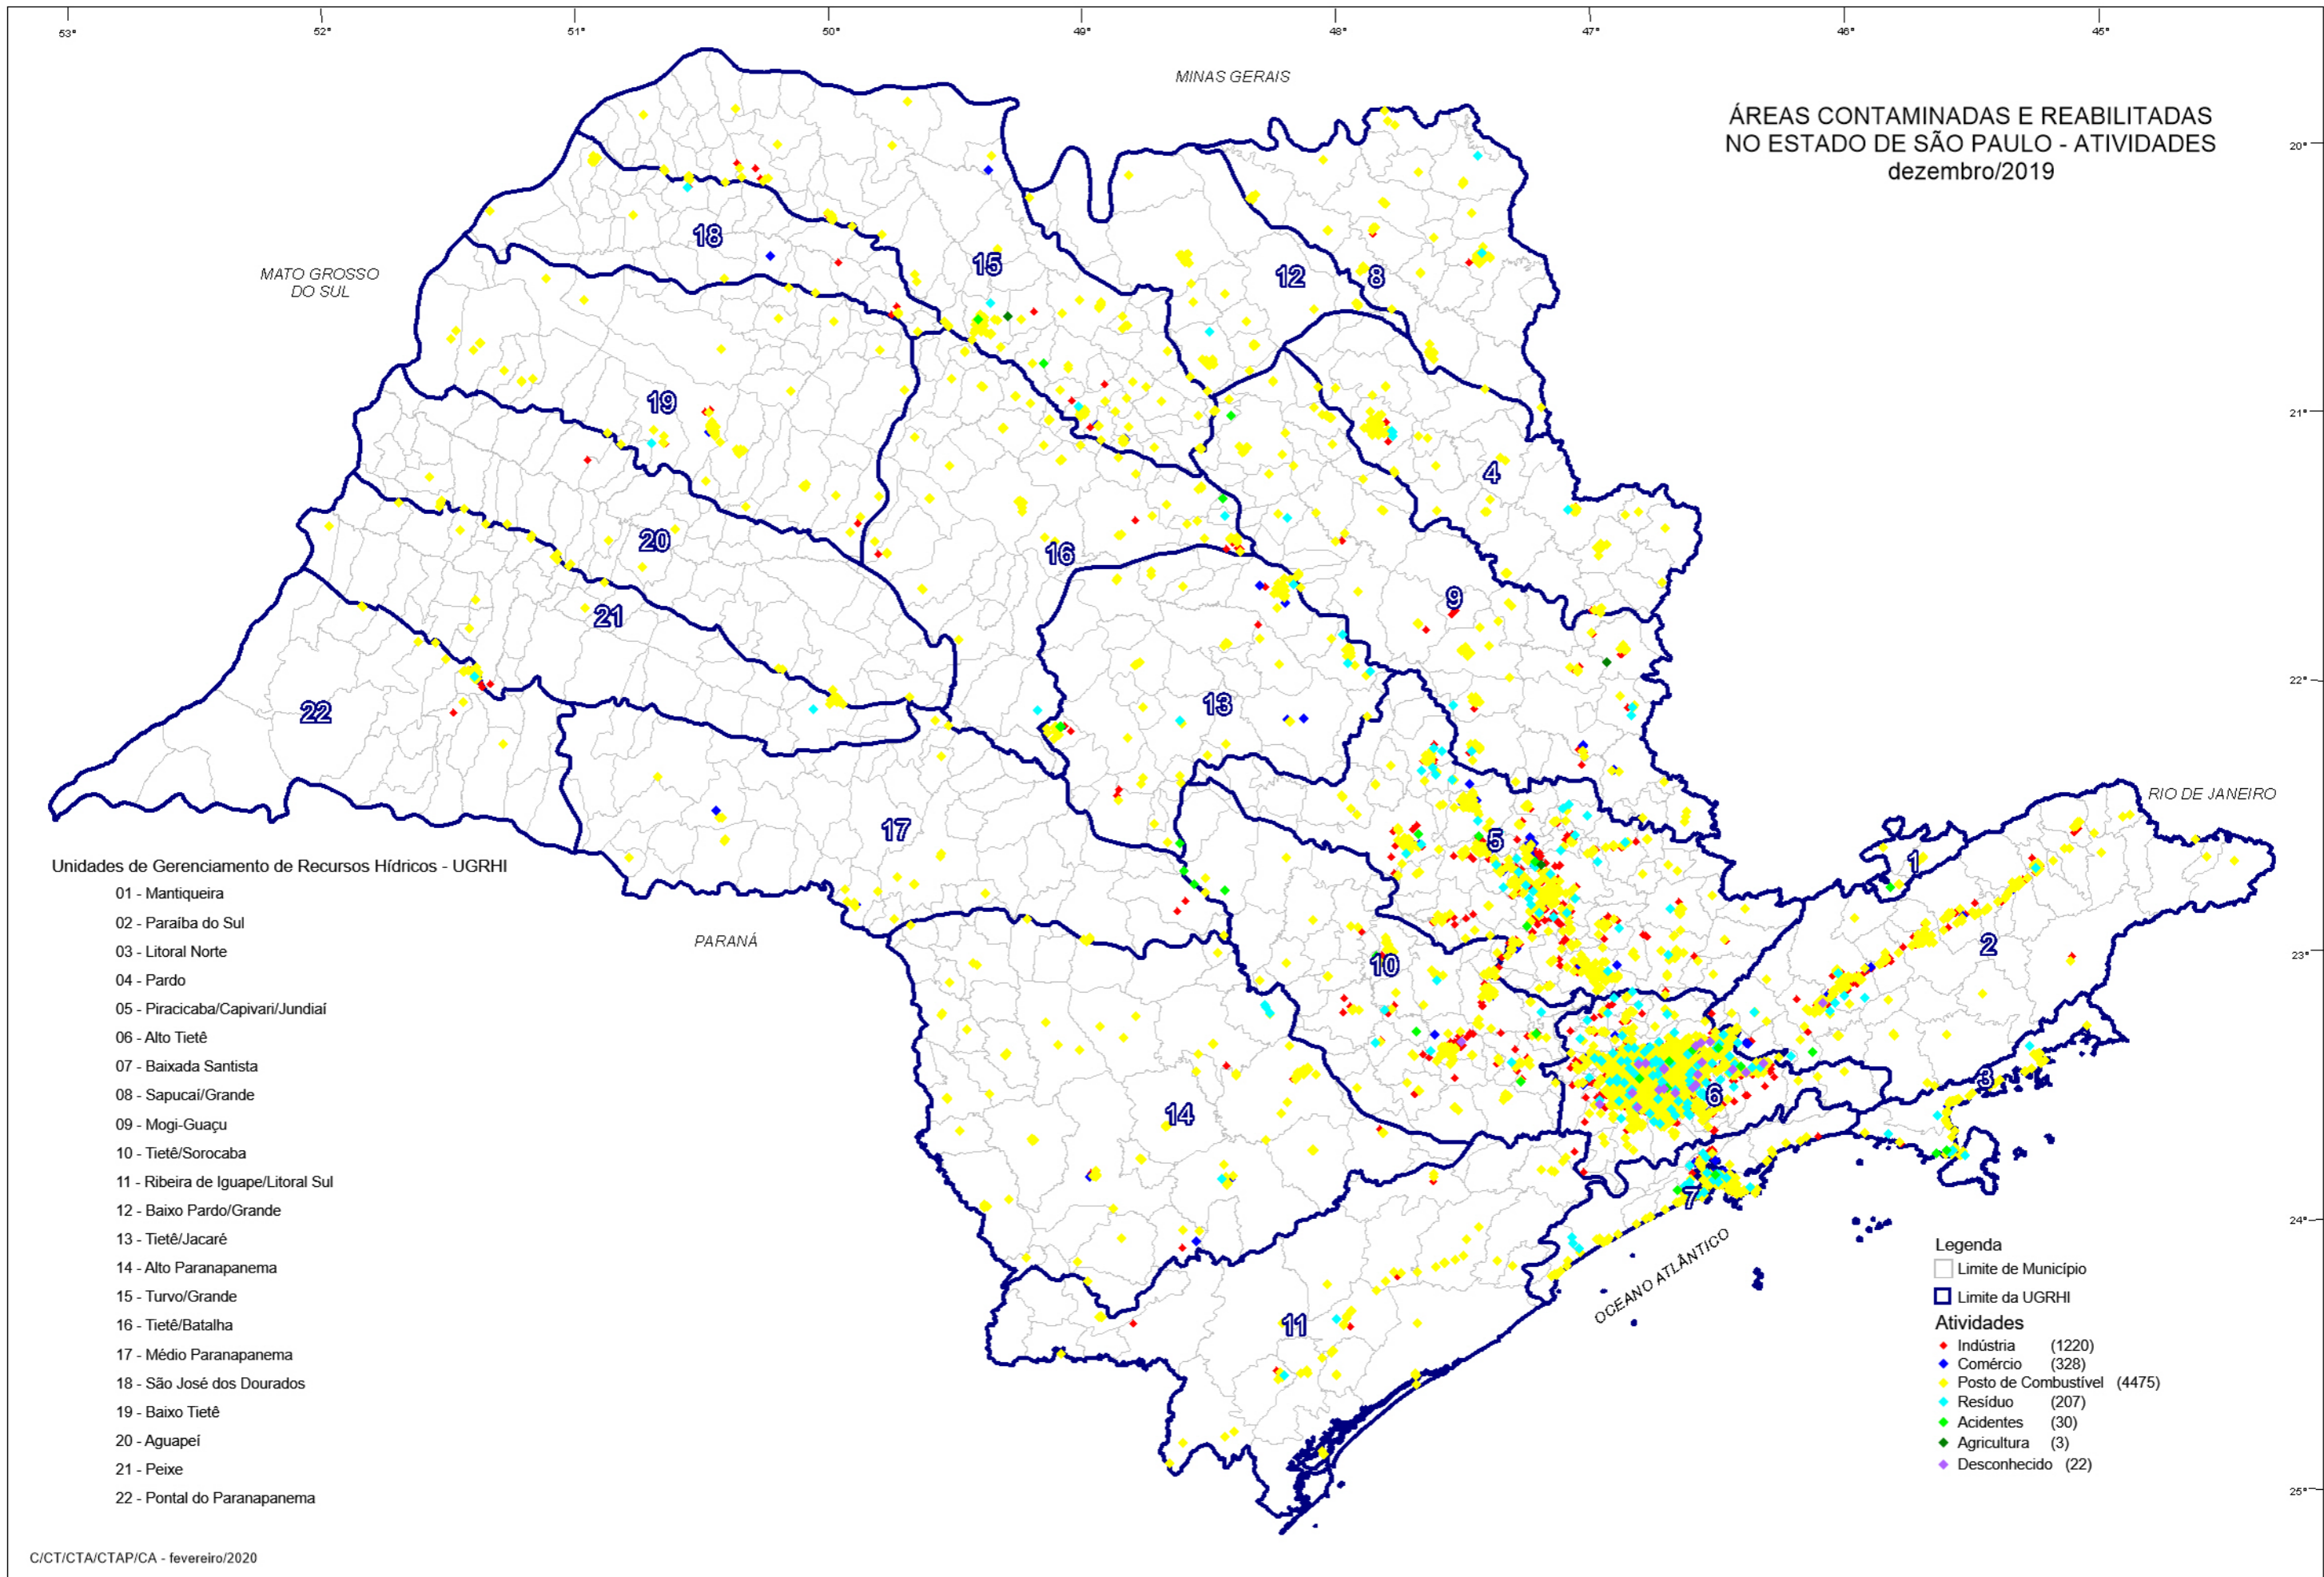 53° 52° 51° 50° 49° 48° 47° 46° 45°
MINAS GERAIS
ÁREAS CONTAMINADAS E REABILITADAS
NO ESTADO DE SÃO PAULO - ATIVIDADES
dezembro/2019
20°
18
15
12
8
MATO GROSSO
DO SUL
19
21°
4
20
16
9
21
22
13
22°
17
5
RIO DE JANEIRO
1
Unidades de Gerenciamento de Recursos Hídricos - UGRHI
01 - Mantiqueira
02 - Paraíba do Sul
03 - Litoral Norte
04 - Pardo
05 - Piracicaba/Capivari/Jundiaí
06 - Alto Tietê
07 - Baixada Santista
08 - Sapucaí/Grande
09 - Mogi-Guaçu
10 - Tietê/Sorocaba
11 - Ribeira de Iguape/Litoral Sul
12 - Baixo Pardo/Grande
13 - Tietê/Jacaré
14 - Alto Paranapanema
15 - Turvo/Grande
16 - Tietê/Batalha
17 - Médio Paranapanema
18 - São José dos Dourados
19 - Baixo Tietê
20 - Aguapeí
21 - Peixe
22 - Pontal do Paranapanema
PARANÁ
2
10
23°
3
6
14
7
24°
OCEANO ATLÂNTICO
11
Legenda
Limite de Município
Limite da UGRHI
Atividades
Indústria (1220)
Comércio (328)
Posto de Combustível (4475)
Resíduo (207)
Acidentes (30)
Agricultura (3)
Desconhecido (22)
25°
C/CT/CTA/CTAP/CA - fevereiro/2020